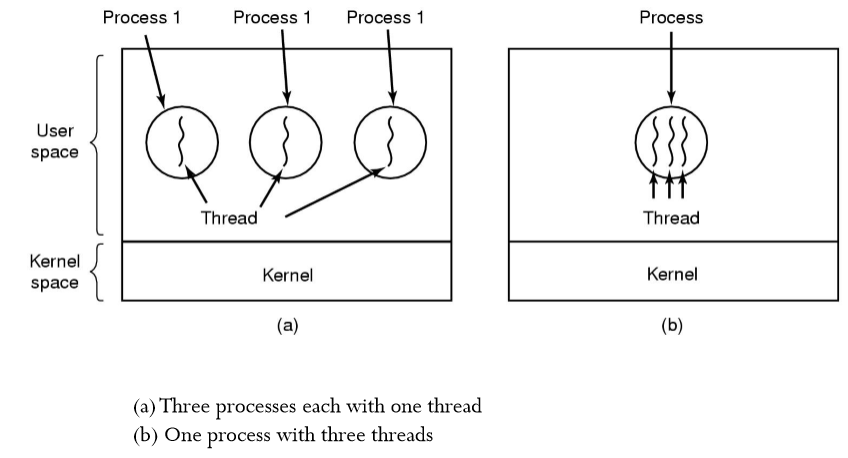 Process 1 Process 1 Process 1
Process
User
space
Thread
Thread
Kernel
space
Kernel
Kernel
(a)
(b)
(a) Three processes each with one thread
(b) One process with three threads